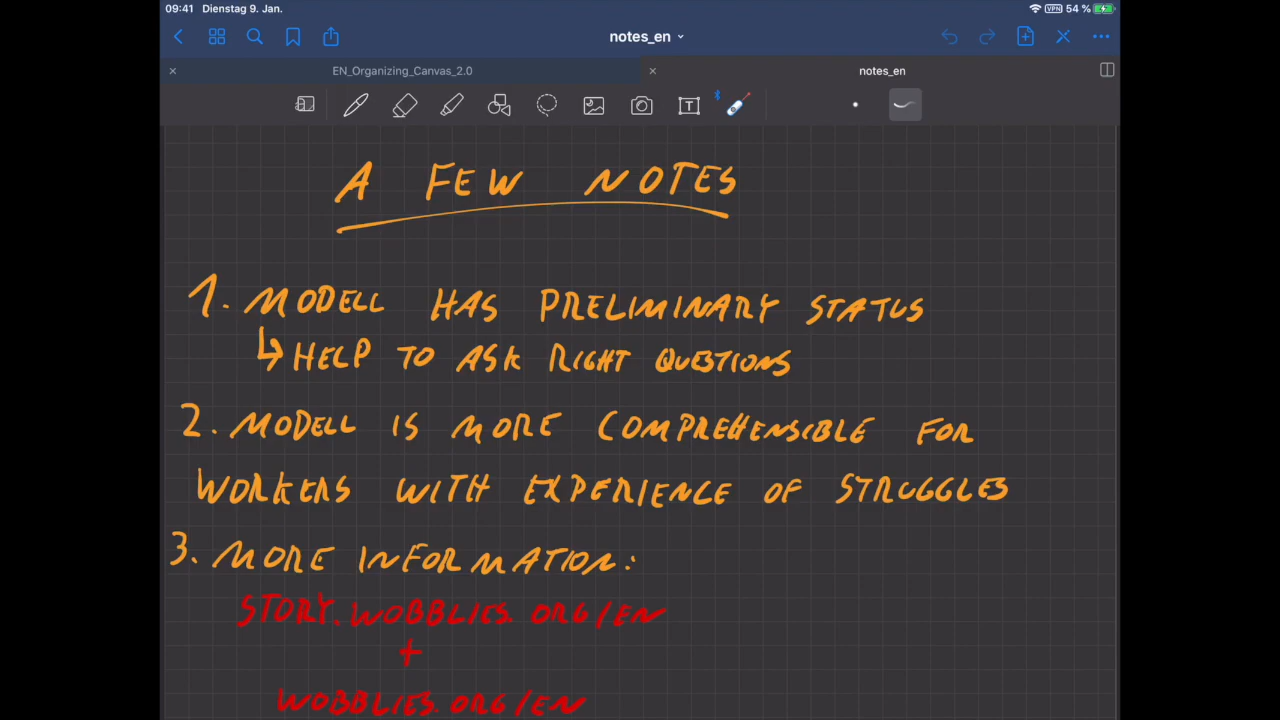 09:41 Dienstag 9. Jan. VPN 54 %
notes_en
EN_Organizing_Canvas_2.0 notes_en
T
A FEW NOTES
1. MODELL HAS PRELIMINARY STATUS
↳ HELP TO ASK RIGHT QUESTIONS
2. MODELL IS MORE COMPREHENSIBLE FOR
WORKERS WITH EXPERIENCE OF STRUGGLES
3. MORE INFORMATION:
STORY.WOBBLIES.ORG/EN
+
WOBBLIES.ORG/EN